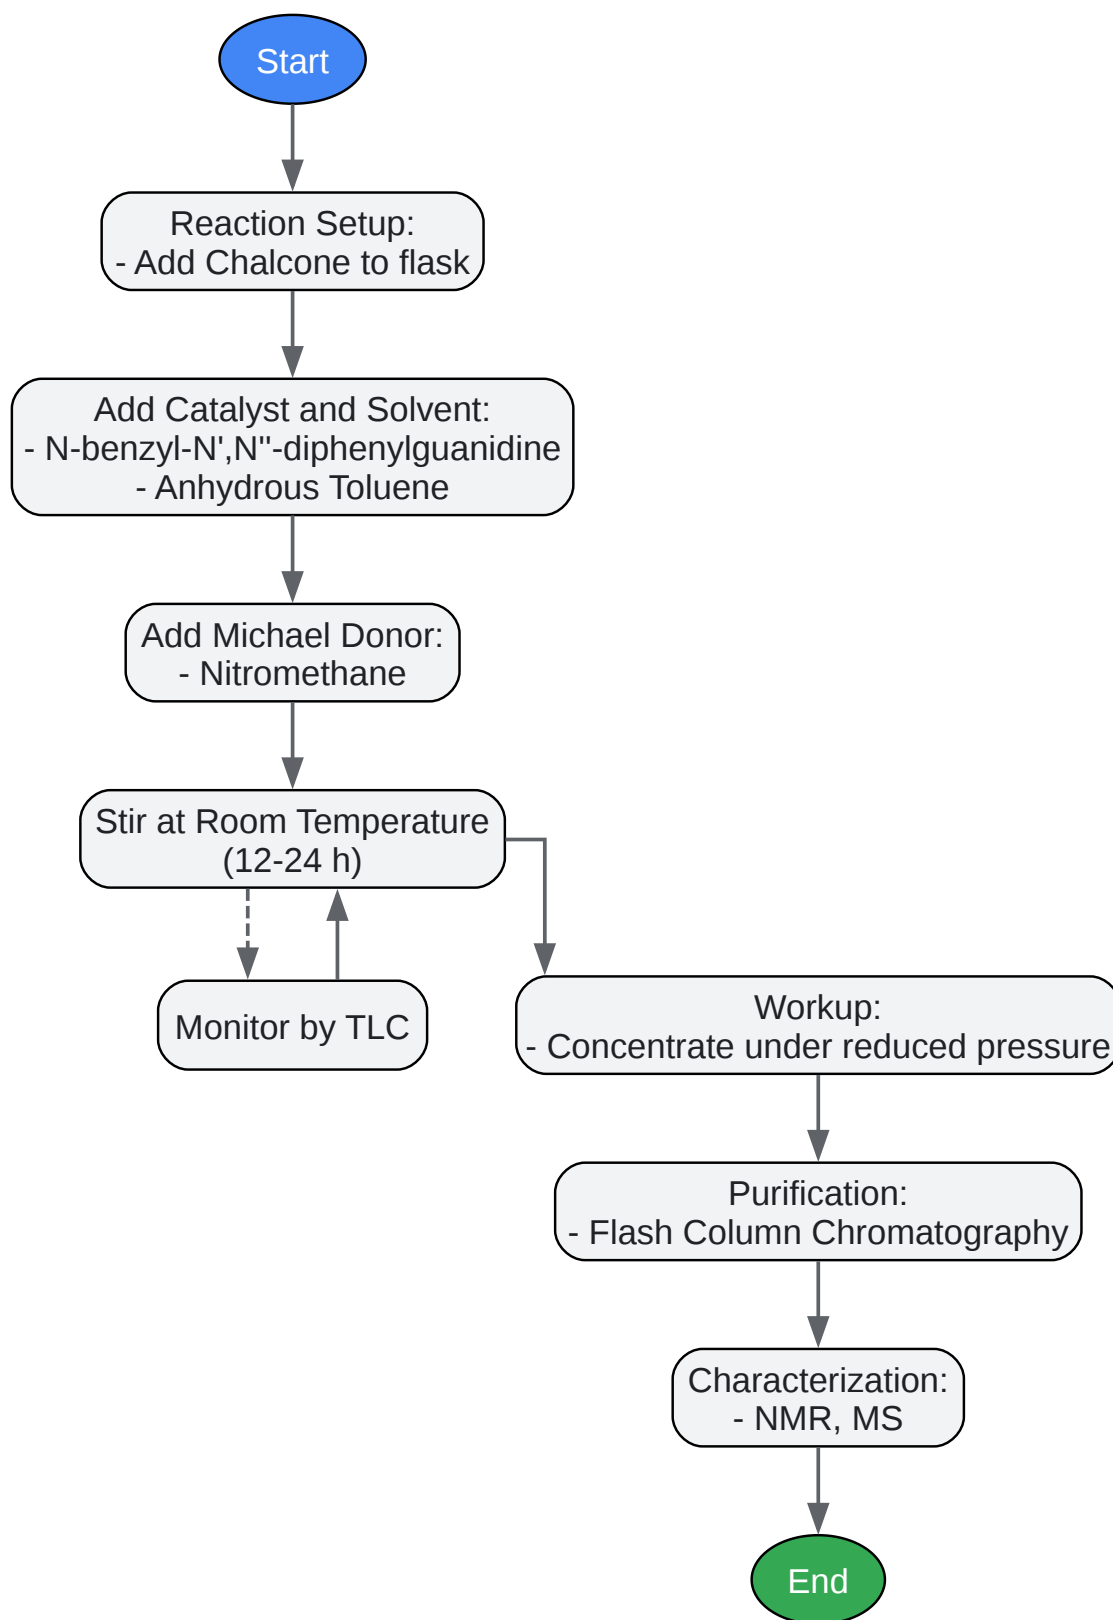 Start
Reaction Setup:
- Add Chalcone to flask
Add Catalyst and Solvent:
- N-benzyl-N',N''-diphenylguanidine
- Anhydrous Toluene
Add Michael Donor:
- Nitromethane
Stir at Room Temperature
(12-24 h)
Monitor by TLC
Workup:
- Concentrate under reduced pressure
Purification:
- Flash Column Chromatography
Characterization:
- NMR, MS
End